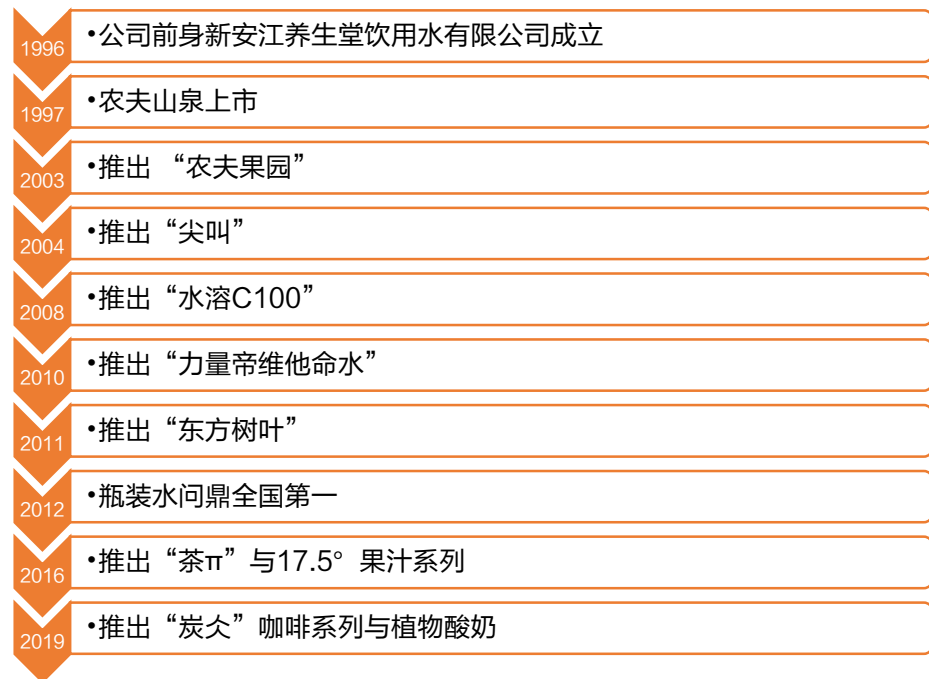 1996
•公司前身新安江养生堂饮用水有限公司成立
1997
•农夫山泉上市
2003
•推出 “农夫果园”
2004
•推出“尖叫”
2008
•推出“水溶C100”
2010
•推出“力量帝维他命水”
2011
•推出“东方树叶”
2012
•瓶装水问鼎全国第一
2016
•推出“茶π”与17.5° 果汁系列
2019
•推出“炭仌”咖啡系列与植物酸奶